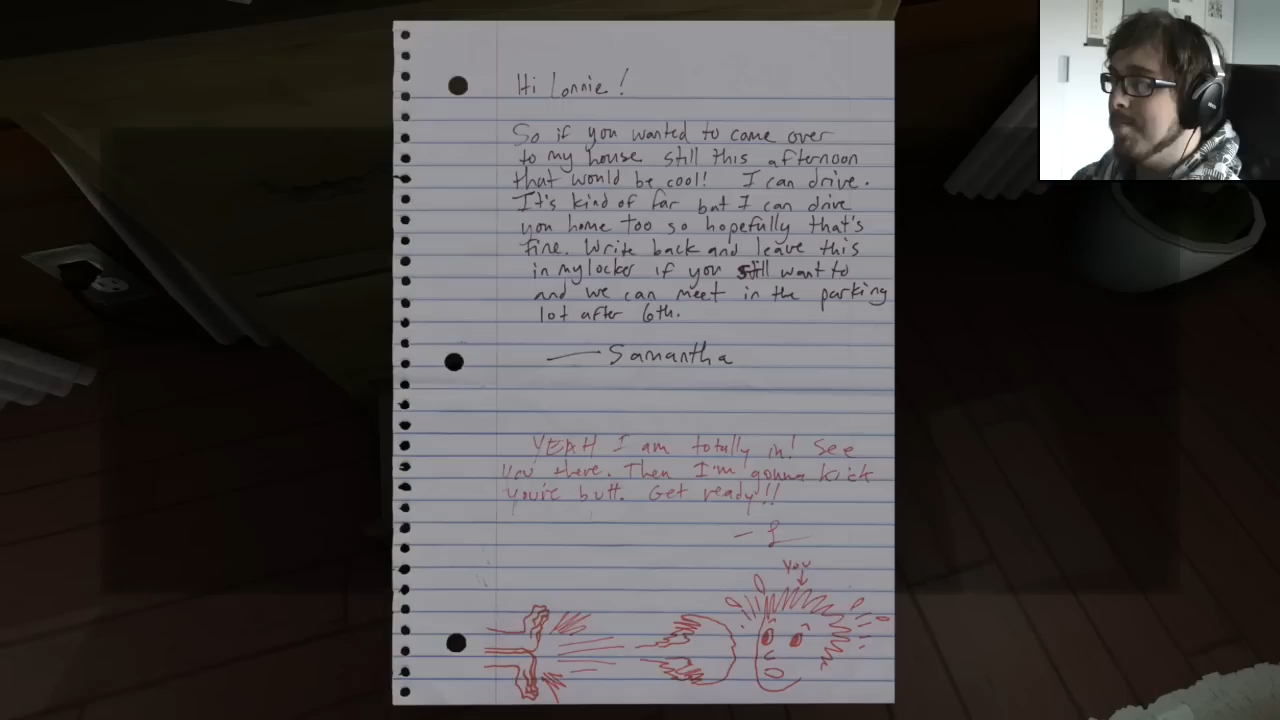 Hi Lonnie!
So if you wanted to come over
to my house still this afternoon
that would be cool! I can drive.
It's kind of far but I can drive
you home too so hopefully that's
fine. Write back and leave this
in my locker if you still want to
and we can meet in the parking
lot after 6th.
— Samantha
YEAH I am totally in! See
you there. Then I'm gonna kick
you're butt. Get ready!!
- L
YOU